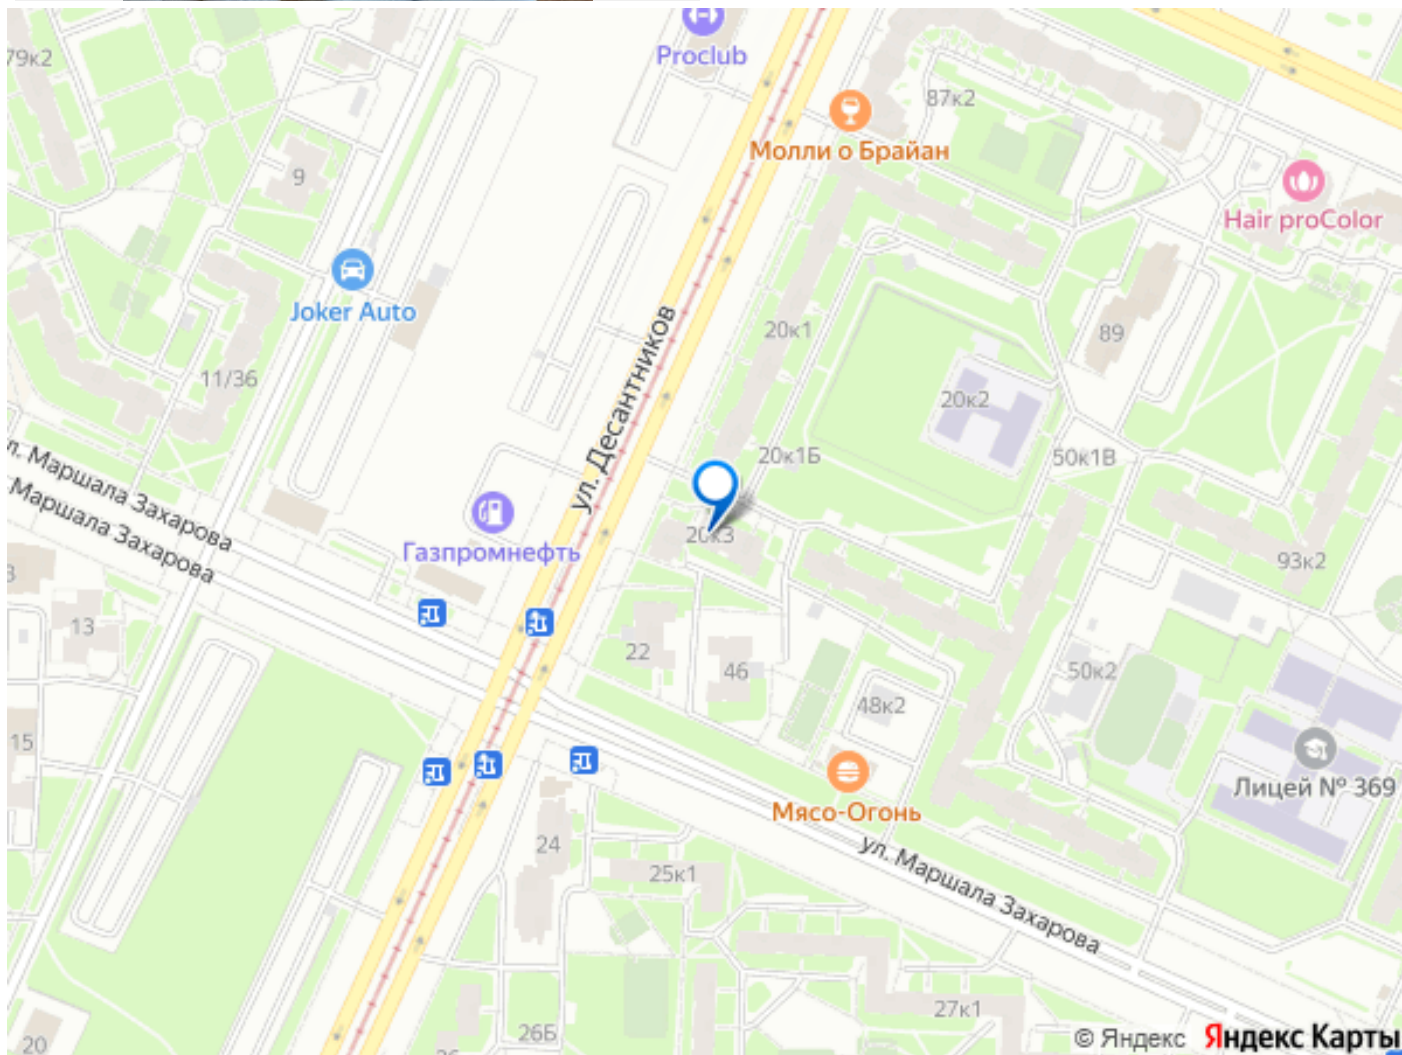 79к2
Proclub
87к2
Молли о Брайан
9
Hair proColor
Joker Auto
20к1
89
11/36
ул. Десантников
20к2
20к1Б
50к1В
л. Маршала Захарова
Маршала Захарова
Газпромнефть
20к3
93к2
3
13
22
46
50к2
48к2
15
Лицей № 369
Мясо-Огонь
24
ул. Маршала Захарова
25к1
27к1
26Б
20
© Яндекс Яндекс Карты